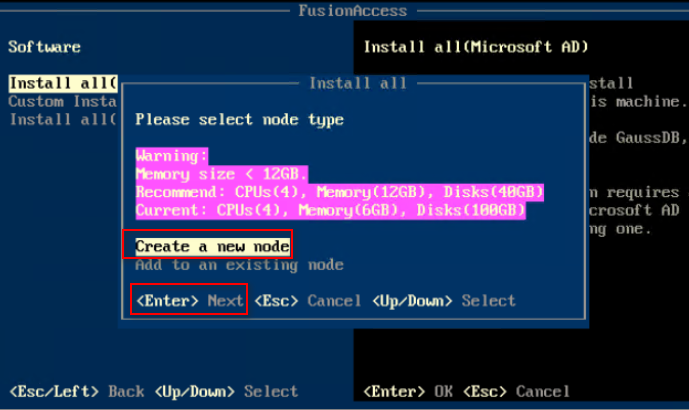 FusionAccess
Software
Install all(Microsoft AD)
Install all(
Custom Insta
Install all(
stall
is machine.
de GaussDB,
n requires
crosoft AD
ng one.
Install all
Please select node type
Warning:
Memory size < 12GB.
Recommend: CPUs(4), Memory(12GB), Disks(40GB)
Current: CPUs(4), Memory(6GB), Disks(100GB)
Create a new node
Add to an existing node
<Enter> Next <Esc> Cancel <Up/Down> Select
<Esc/Left> Back <Up/Down> Select
<Enter> OK <Esc> Cancel